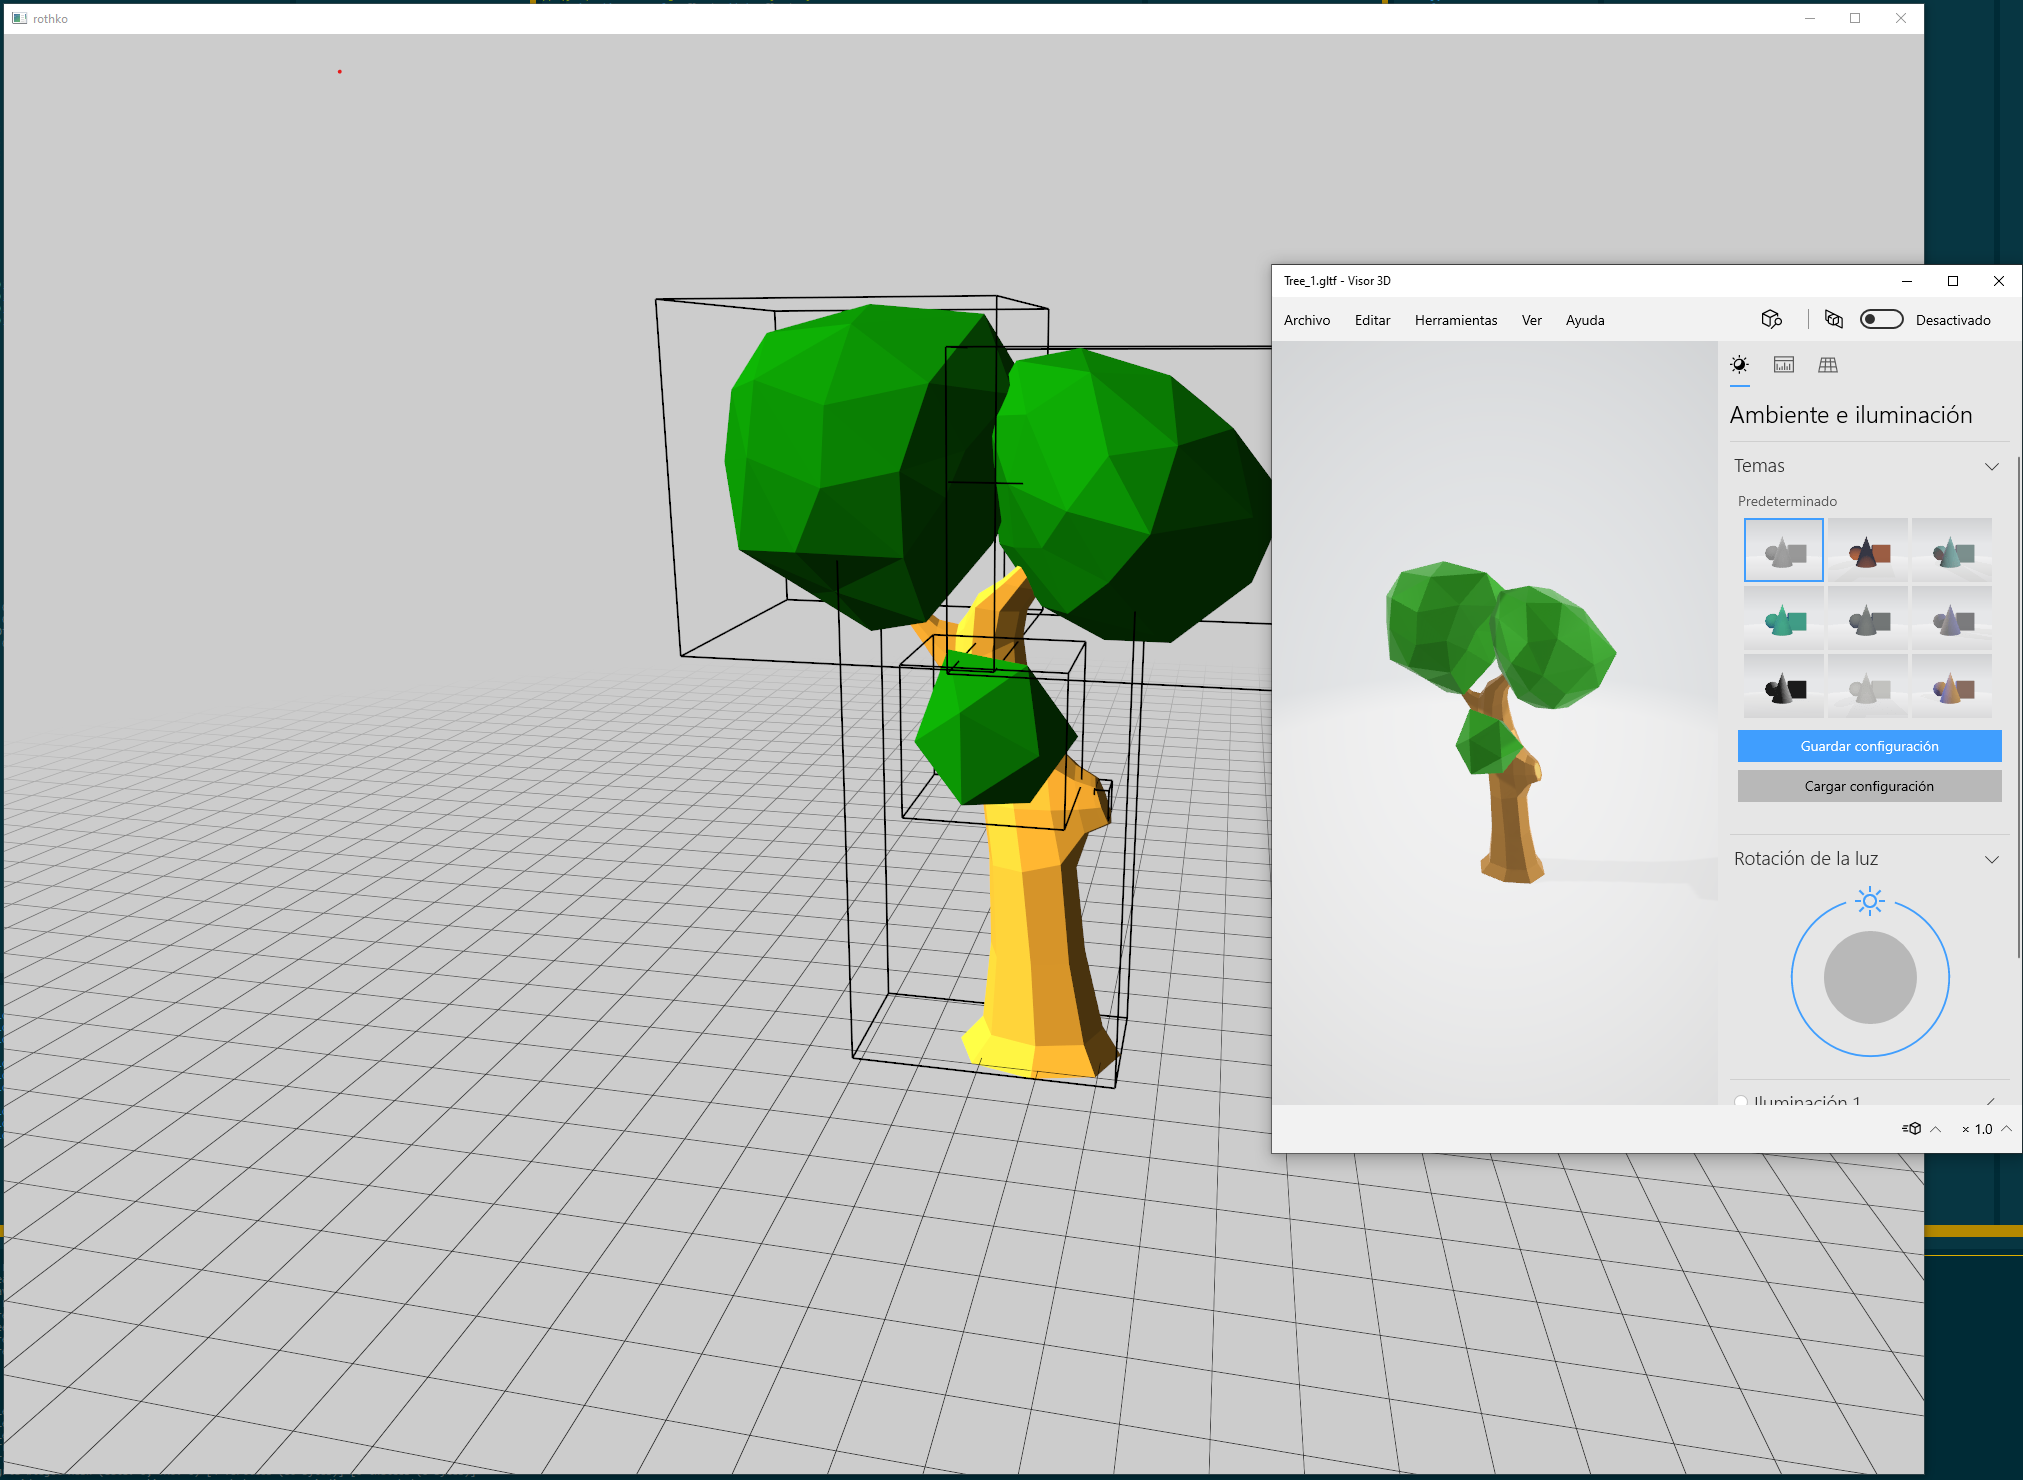 rothko
Tree_1.gltf - Visor 3D
Archivo Editar Herramientas Ver Ayuda Desactivado
Ambiente e iluminación
Temas
Predeterminado
Guardar configuración
Cargar configuración
Rotación de la luz
Iluminación 1
× 1.0